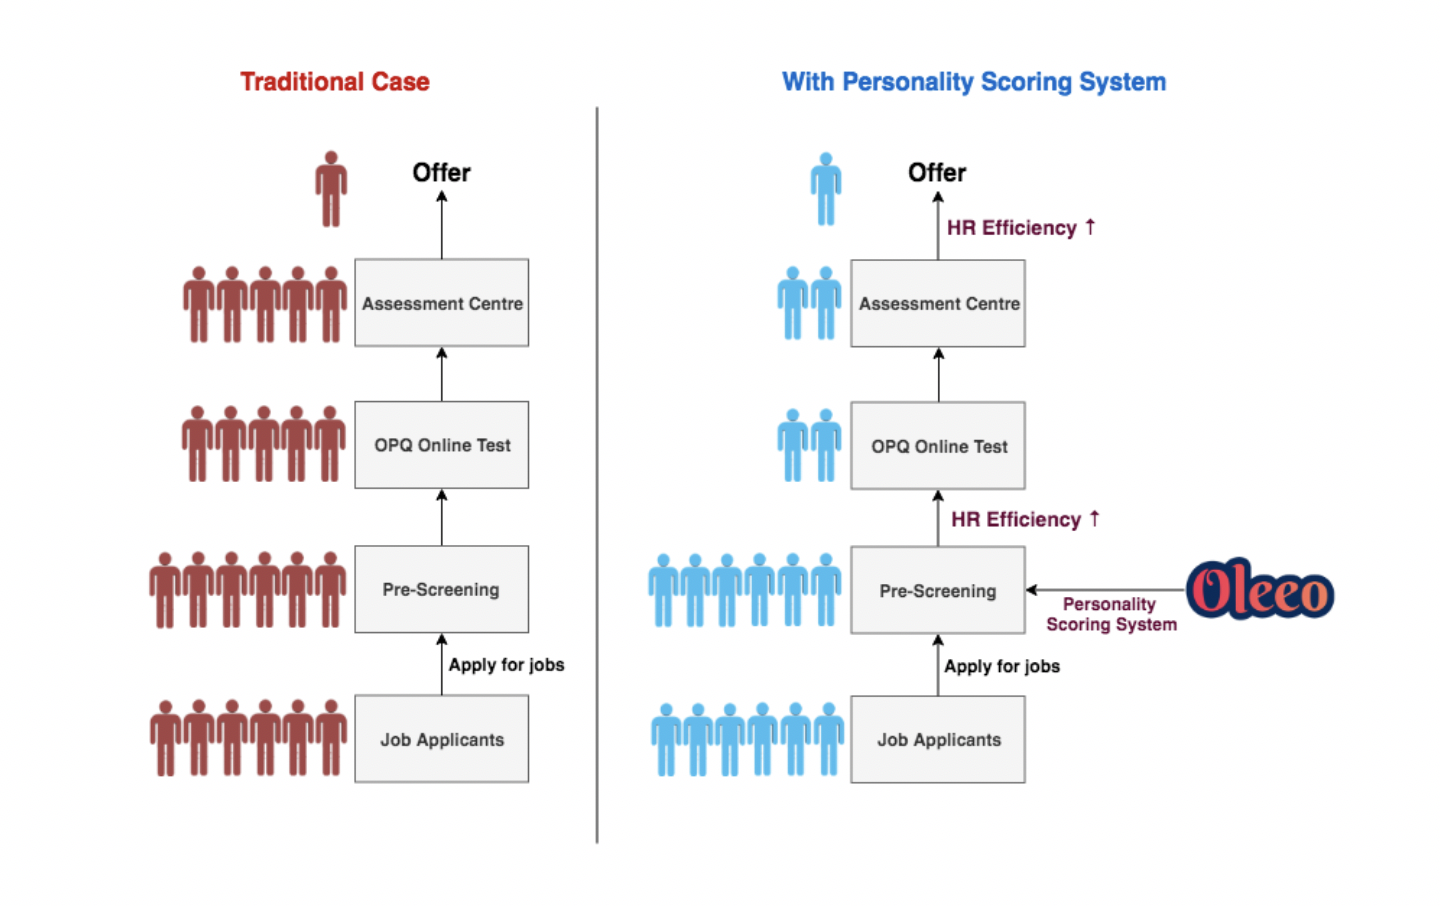 Traditional Case
Offer
Assessment Centre
OPQ Online Test
Pre-Screening
Apply for jobs
Job Applicants
With Personality Scoring System
Offer
HR Efficiency ↑
Assessment Centre
OPQ Online Test
HR Efficiency ↑
Pre-Screening
Personality
Scoring System
Oleeo
Apply for jobs
Job Applicants